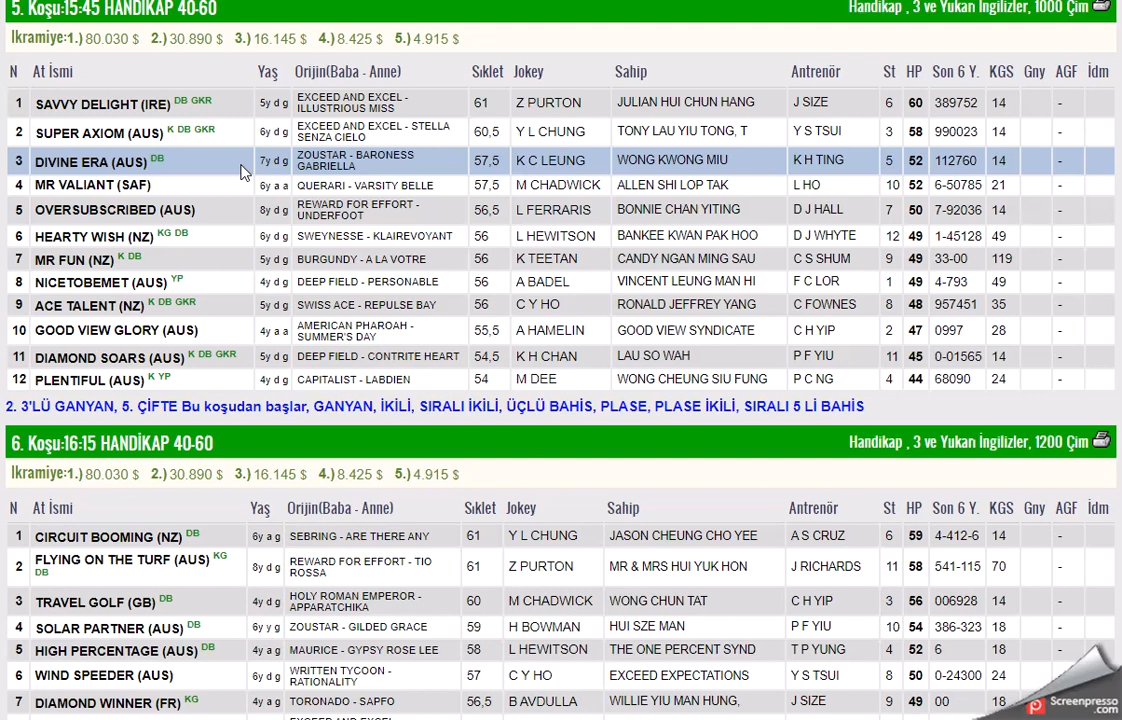 5. Koşu:15:45 HANDİKAP 40-60 Handikap , 3 ve Yukarı İngilizler, 1000 Çim
Ikramiye:1.) 80.030 $ 2.) 30.890 $ 3.) 16.145 $ 4.) 8.425 $ 5.) 4.915 $
N At İsmi Yaş Orijin(Baba - Anne) Sıklet Jokey Sahip Antrenör St HP Son 6 Y. KGS Gny AGF İdm
1 SAVVY DELIGHT (IRE) DB GKR 5y d g EXCEED AND EXCEL - ILLUSTRIOUS MISS 61 Z PURTON JULIAN HUI CHUN HANG J SIZE 6 60 389752 14 -
2 SUPER AXIOM (AUS) K DB GKR 6y d g EXCEED AND EXCEL - STELLA SENZA CIELO 60,5 Y L CHUNG TONY LAU YIU TONG, T Y S TSUI 3 58 990023 14 -
3 DIVINE ERA (AUS) DB 7y d g ZOUSTAR - BARONESS GABRIELLA 57,5 K C LEUNG WONG KWONG MIU K H TING 5 52 112760 14 -
4 MR VALIANT (SAF) 6y a a QUERARI - VARSITY BELLE 57,5 M CHADWICK ALLEN SHI LOP TAK L HO 10 52 6-50785 21 -
5 OVERSUBSCRIBED (AUS) 8y d g REWARD FOR EFFORT - UNDERFOOT 56,5 L FERRARIS BONNIE CHAN YITING D J HALL 7 50 7-92036 14 -
6 HEARTY WISH (NZ) KG DB 6y d g SWEYNESSE - KLAIREVOYANT 56 L HEWITSON BANKEE KWAN PAK HOO D J WHYTE 12 49 1-45128 49 -
7 MR FUN (NZ) K DB 5y d g BURGUNDY - A LA VOTRE 56 K TEETAN CANDY NGAN MING SAU C S SHUM 9 49 33-00 119 -
8 NICETOBEMET (AUS) YP 4y d g DEEP FIELD - PERSONABLE 56 A BADEL VINCENT LEUNG MAN HI F C LOR 1 49 4-793 49 -
9 ACE TALENT (NZ) K DB GKR 5y d g SWISS ACE - REPULSE BAY 56 C Y HO RONALD JEFFREY YANG C FOWNES 8 48 957451 35 -
10 GOOD VIEW GLORY (AUS) 4y a a AMERICAN PHAROAH - SUMMER'S DAY 55,5 A HAMELIN GOOD VIEW SYNDICATE C H YIP 2 47 0997 28 -
11 DIAMOND SOARS (AUS) K DB GKR 5y d g DEEP FIELD - CONTRITE HEART 54,5 K H CHAN LAU SO WAH P F YIU 11 45 0-01565 14 -
12 PLENTIFUL (AUS) K YP 4y d g CAPITALIST - LABDIEN 54 M DEE WONG CHEUNG SIU FUNG P C NG 4 44 68090 24 -
2. 3'LÜ GANYAN, 5. ÇİFTE Bu koşudan başlar, GANYAN, İKİLİ, SIRALI İKİLİ, ÜÇLÜ BAHİS, PLASE, PLASE İKİLİ, SIRALI 5 Lİ BAHİS
6. Koşu:16:15 HANDİKAP 40-60 Handikap , 3 ve Yukarı İngilizler, 1200 Çim
Ikramiye:1.) 80.030 $ 2.) 30.890 $ 3.) 16.145 $ 4.) 8.425 $ 5.) 4.915 $
N At İsmi Yaş Orijin(Baba - Anne) Sıklet Jokey Sahip Antrenör St HP Son 6 Y. KGS Gny AGF İdm
1 CIRCUIT BOOMING (NZ) DB 6y a g SEBRING - ARE THERE ANY 61 Y L CHUNG JASON CHEUNG CHO YEE A S CRUZ 6 59 4-412-6 14 -
2 FLYING ON THE TURF (AUS) KG DB 8y d g REWARD FOR EFFORT - TIO ROSSA 61 Z PURTON MR & MRS HUI YUK HON J RICHARDS 11 58 541-115 70 -
3 TRAVEL GOLF (GB) DB 4y d g HOLY ROMAN EMPEROR - APPARATCHIKA 60 M CHADWICK WONG CHUN TAT C H YIP 3 56 006928 14 -
4 SOLAR PARTNER (AUS) DB 6y y g ZOUSTAR - GILDED GRACE 59 H BOWMAN HUI SZE MAN P F YIU 10 54 386-323 18 -
5 HIGH PERCENTAGE (AUS) DB 4y a g MAURICE - GYPSY ROSE LEE 58 L HEWITSON THE ONE PERCENT SYND T P YUNG 4 52 6 18 -
6 WIND SPEEDER (AUS) 6y d g WRITTEN TYCOON - RATIONALITY 57 C Y HO EXCEED EXPECTATIONS Y S TSUI 8 50 0-24300 24 -
7 DIAMOND WINNER (FR) KG 4y a g TORONADO - SAPFO 56,5 B AVDULLA WILLIE YIU MAN HUNG, J SIZE 9 49 00 18 -
Screenpresso
.com